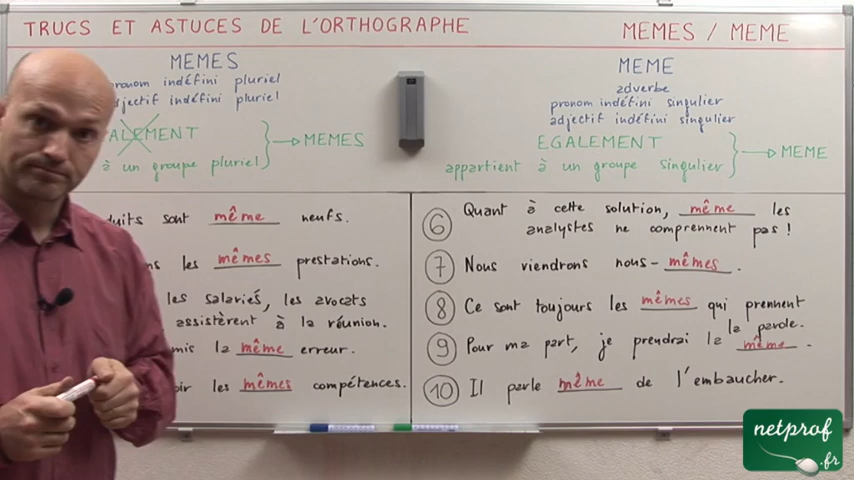 TRUCS ET ASTUCES DE L'ORTHOGRAPHE
MEMES / MEME
MEMES
pronom indéfini pluriel
adjectif indéfini pluriel
ALEMENT
à un groupe pluriel
MEMES
MEME
adverbe
pronom indéfini singulier
adjectif indéfini singulier
EGALEMENT
appartient à un groupe singulier
MEME
sont même neufs.
les mêmes prestations.
les salariés, les avocats
assistèrent à la réunion.
mis la même erreur.
les mêmes compétences.
6 Quant à cette solution, même les
analystes ne comprennent pas !
7 Nous viendrons nous-mêmes.
8 Ce sont toujours les mêmes qui prennent
la parole.
9 Pour ma part, je prendrai la même.
10 Il parle même de l'embaucher.
netprof
.fr